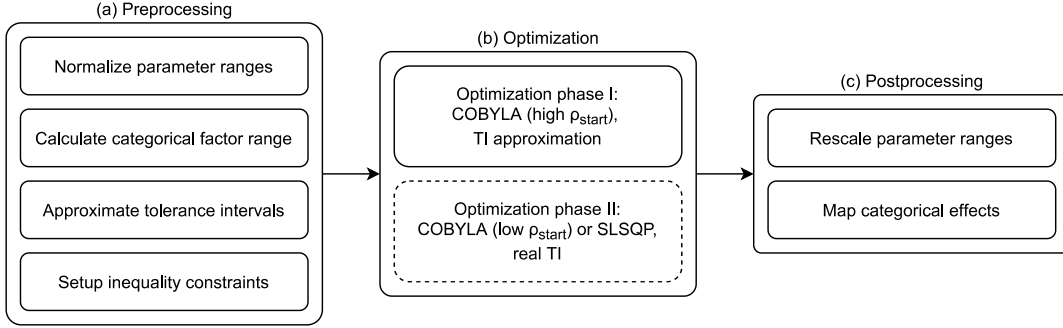 (a) Preprocessing
Normalize parameter ranges
Calculate categorical factor range
Approximate tolerance intervals
Setup inequality constraints
(b) Optimization
Optimization phase I:
COBYLA (high ρstart),
TI approximation
Optimization phase II:
COBYLA (low ρstart) or SLSQP,
real TI
(c) Postprocessing
Rescale parameter ranges
Map categorical effects